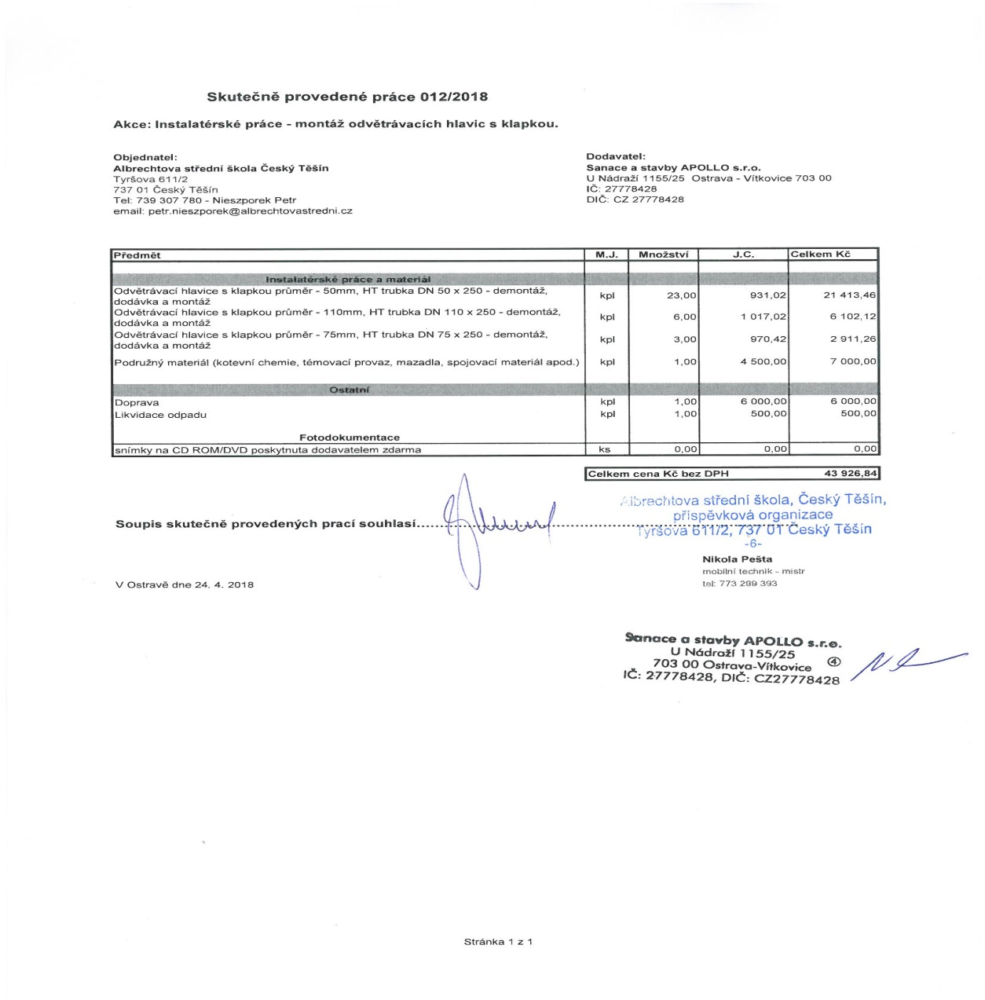 Skutečně provedené práce 012/2018
Akce: Instalatérské práce - montáž odvětrávacích hlavic s klapkou.
Objednatel:
Albrechtova střední škola Český Těšín
Tyršova 611/2
737 01 Český Těšín
Tel: 739 307 780 - Nieszporek Petr
email: petr.nieszporek@albrechtovastredni.cz
Dodavatel:
Sanace a stavby APOLLO s.r.o.
U Nádraží 1155/25 Ostrava - Vítkovice 703 00
IČ: 27778428
DIČ: CZ 27778428
Předmět M.J. Množství J.C. Celkem Kč
Instalatérské práce a materiál
Odvětrávací hlavice s klapkou průměr - 50mm, HT trubka DN 50 x 250 - demontáž,
dodávka a montáž kpl 23,00 931,02 21 413,46
Odvětrávací hlavice s klapkou průměr - 110mm, HT trubka DN 110 x 250 - demontáž,
dodávka a montáž kpl 6,00 1 017,02 6 102,12
Odvětrávací hlavice s klapkou průměr - 75mm, HT trubka DN 75 x 250 - demontáž,
dodávka a montáž kpl 3,00 970,42 2 911,26
Podružný materiál (kotevní chemie, témovací provaz, mazadla, spojovací materiál apod.) kpl 1,00 4 500,00 7 000,00
Ostatní
Doprava kpl 1,00 6 000,00 6 000,00
Likvidace odpadu kpl 1,00 500,00 500,00
Fotodokumentace
snímky na CD ROM/DVD poskytnuta dodavatelem zdarma ks 0,00 0,00 0,00
Celkem cena Kč bez DPH 43 926,84
Soupis skutečně provedených prací souhlasí
Albrechtova střední škola, Český Těšín,
příspěvková organizace
Tyršova 611/2, 737 01 Český Těšín
-6-
Nikola Pešta
mobilní technik - mistr
tel: 773 299 393
V Ostravě dne 24. 4. 2018
Sanace a stavby APOLLO s.r.o.
U Nádraží 1155/25
703 00 Ostrava-Vítkovice 4
IČ: 27778428, DIČ: CZ27778428
Stránka 1 z 1